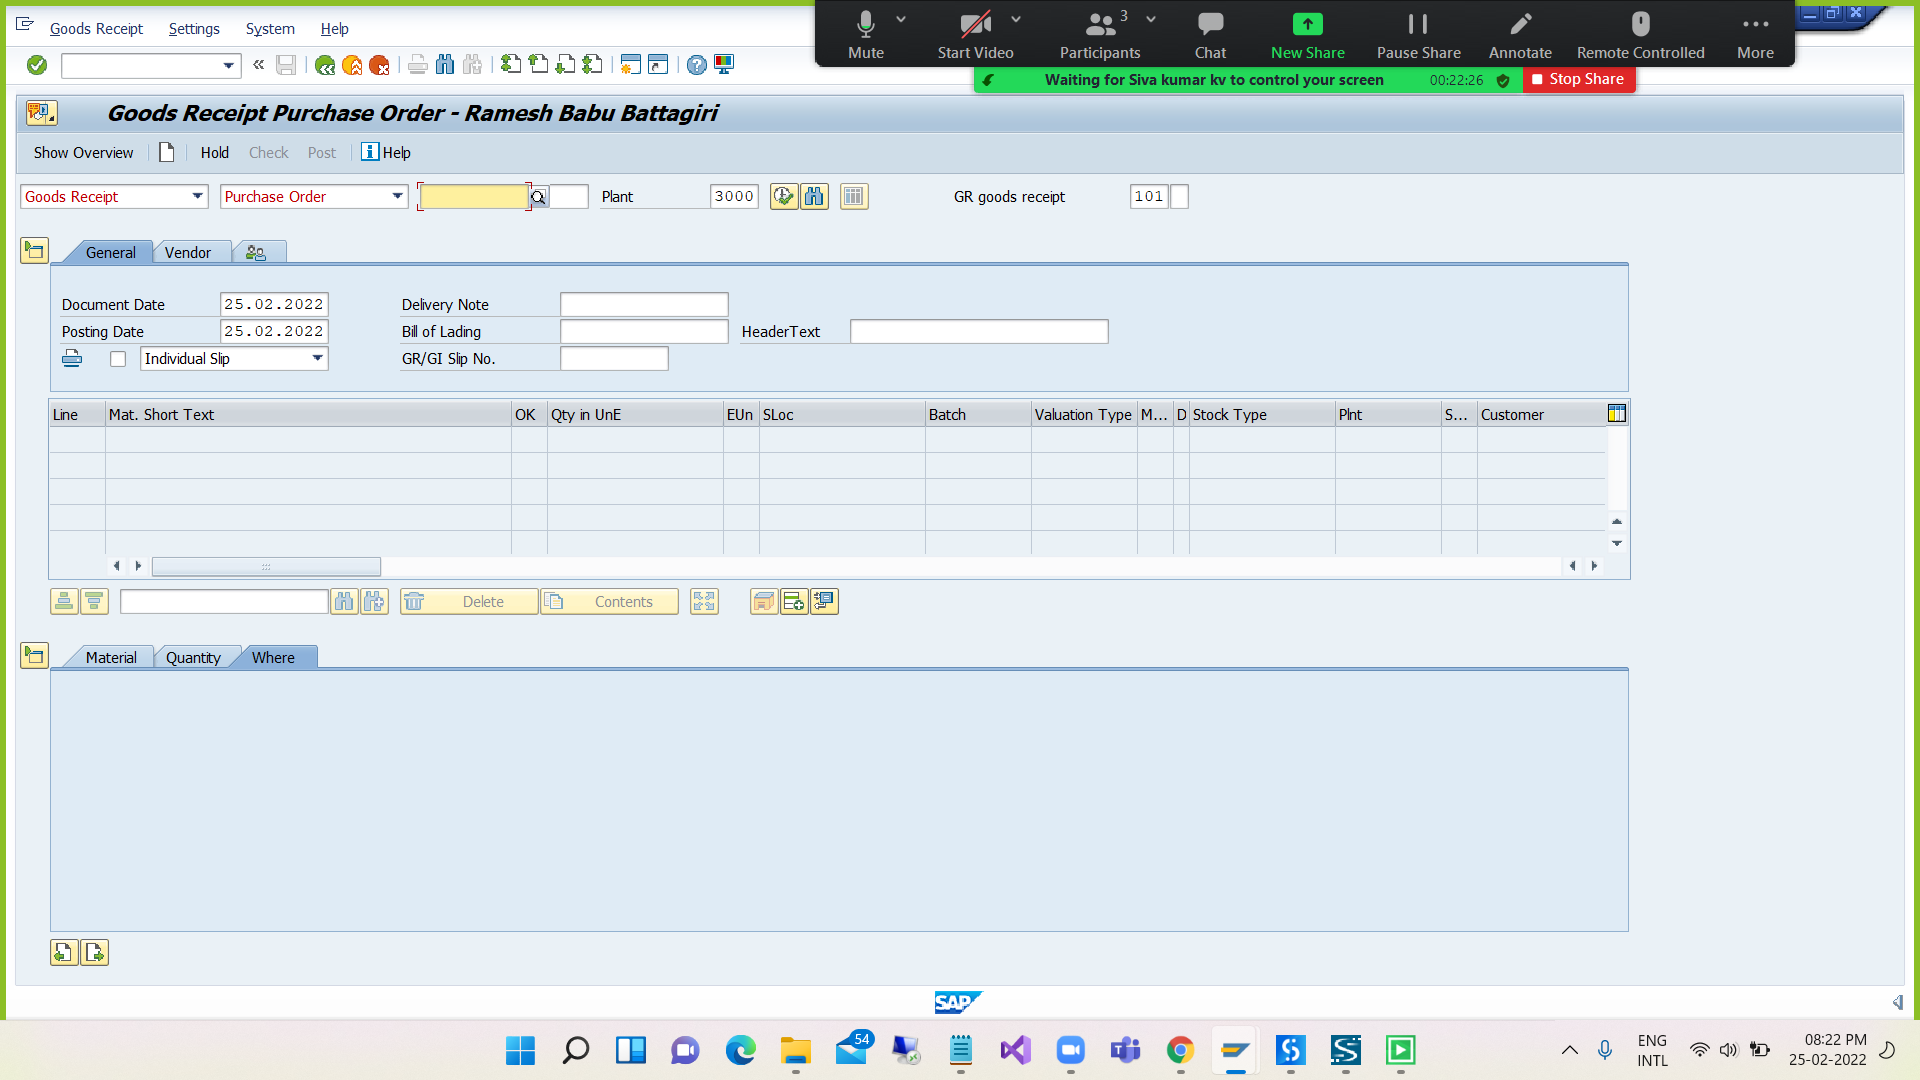 Goods Receipt Settings System Help
Mute Start Video Participants 3 Chat New Share Pause Share Annotate Remote Controlled More
Waiting for Siva kumar kv to control your screen 00:22:26 Stop Share
Goods Receipt Purchase Order - Ramesh Babu Battagiri
Show Overview Hold Check Post Help
Goods Receipt Purchase Order Plant 3000 GR goods receipt 101
General Vendor
Document Date 25.02.2022 Delivery Note
Posting Date 25.02.2022 Bill of Lading HeaderText
Individual Slip GR/GI Slip No.
Line Mat. Short Text OK Qty in UnE EUn SLoc Batch Valuation Type M... D Stock Type Plnt S... Customer
Delete Contents
Material Quantity Where
SAP
54
ENG
INTL
08:22 PM
25-02-2022